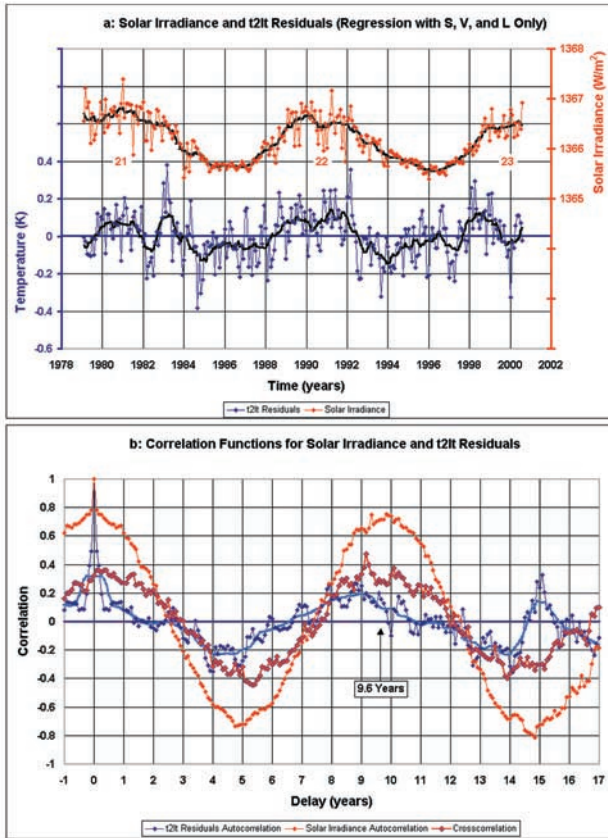 a: Solar Irradiance and t2lt Residuals (Regression with S, V, and L Only)
1368
1367
1366
1365
Solar Irradiance (W/m²)
21
22
23
0.4
0.2
0
-0.2
-0.4
-0.6
Temperature (K)
1978 1980 1982 1984 1986 1988 1990 1992 1994 1996 1998 2000 2002
Time (years)
t2lt Residuals Solar Irradiance
b: Correlation Functions for Solar Irradiance and t2lt Residuals
1
0.8
0.6
0.4
0.2
0
-0.2
-0.4
-0.6
-0.8
-1
Correlation
9.6 Years
-1 0 1 2 3 4 5 6 7 8 9 10 11 12 13 14 15 16 17
Delay (years)
t2lt Residuals Autocorrelation Solar Irradiance Autocorrelation Crosscorrelation